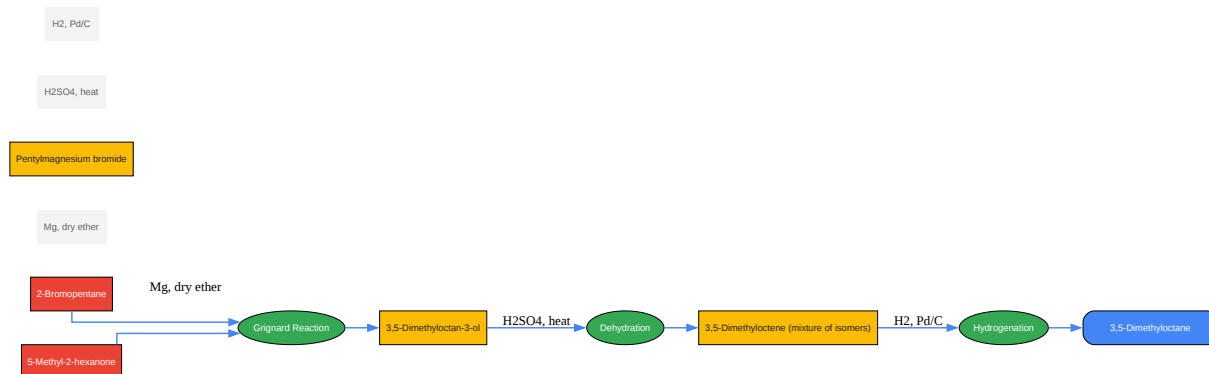 H2, Pd/C
H2SO4, heat
Pentylmagnesium bromide
Mg, dry ether
2-Bromopentane
Mg, dry ether
5-Methyl-2-hexanone
Grignard Reaction
3,5-Dimethyloctan-3-ol
H2SO4, heat
Dehydration
3,5-Dimethyloctene (mixture of isomers)
H2, Pd/C
Hydrogenation
3,5-Dimethyloctane